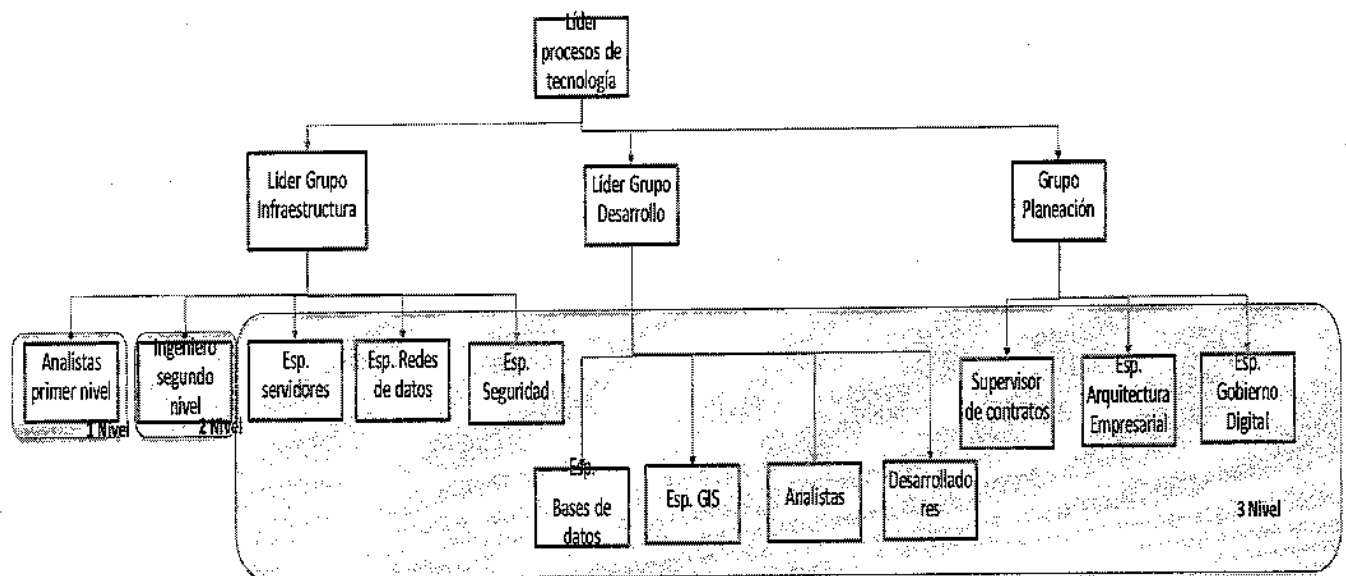 Líder
procesos de
tecnología
Líder Grupo
Infraestructura
Líder Grupo
Desarrollo
Grupo
Planeación
Analistas
primer nivel
1 Nivel
Ingeniero
segundo
nivel
2 Nivel
Esp.
servidores
Esp. Redes
de datos
Esp.
Seguridad
Supervisor
de contratos
Esp.
Arquitectura
Empresarial
Esp.
Gobierno
Digital
Esp.
Bases de
datos
Esp. GIS
Analistas
Desarrollado
res
3 Nivel